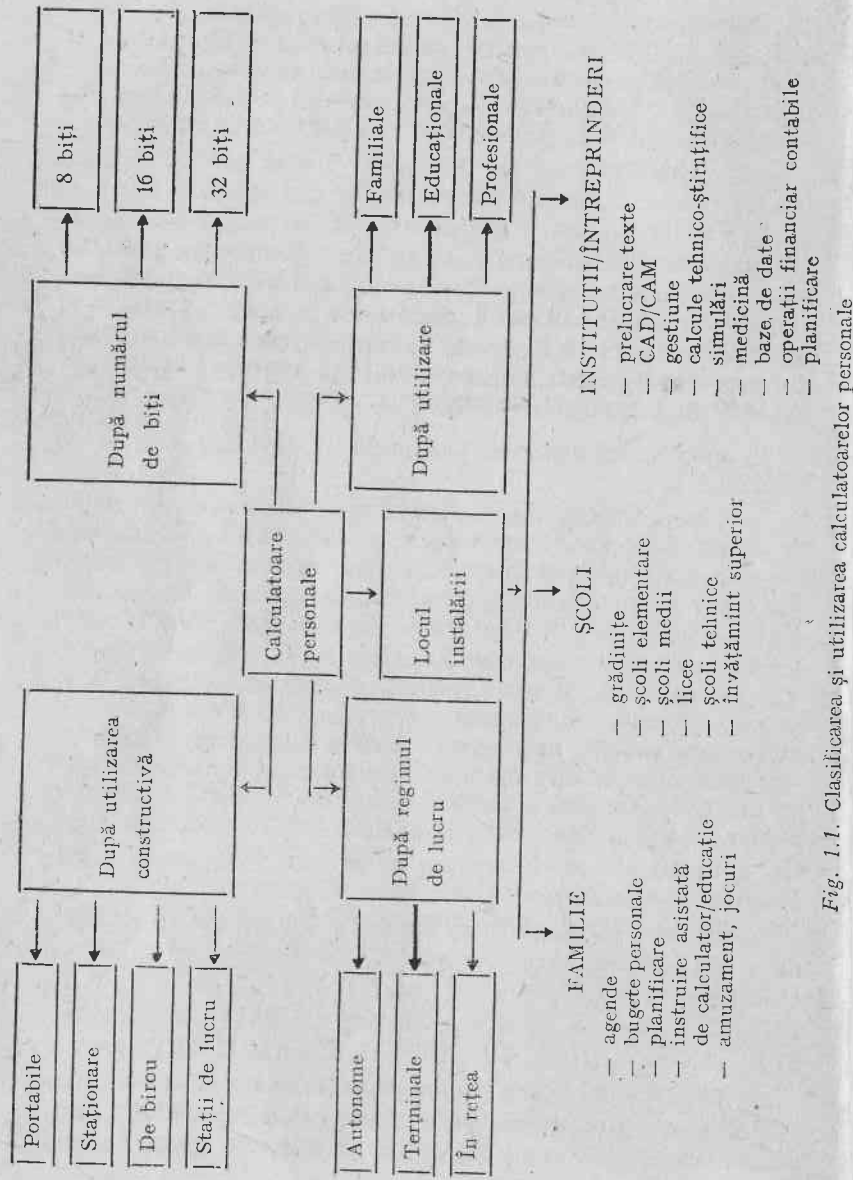 Portabile
Staționare
De birou
Stații de lucru
După utilizarea
constructivă
După numărul
de biți
8 biți
16 biți
32 biți
Calculatoare
personale
Autonome
Terminale
În rețea
După regimul
de lucru
Locul
instalării
După utilizare
Familiale
Educaționale
Profesionale
FAMILIE
— agende
— bugete personale
— planificare
— instruire asistată
de calculator/educație
— amuzament, jocuri
ȘCOLI
— grădinițe
— școli elementare
— școli medii
— licee
— școli tehnice
— învățămînt superior
INSTITUȚII/ÎNTREPRINDERI
— prelucrare texte
— CAD/CAM
— gestiune
— calcule tehnico-științifice
— simulări
— medicină
— baze de date
— operații financiar contabile
— planificare
Fig. 1.1. Clasificarea și utilizarea calculatoarelor personale